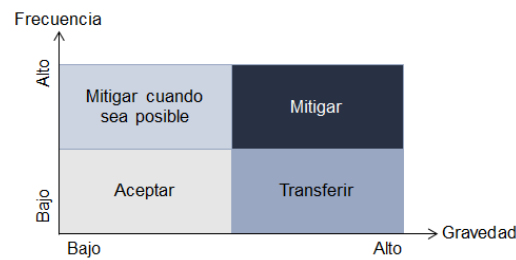 Frecuencia
Alto
Mitigar cuando
sea posible
Mitigar
Bajo
Aceptar
Transferir
Gravedad
Bajo
Alto